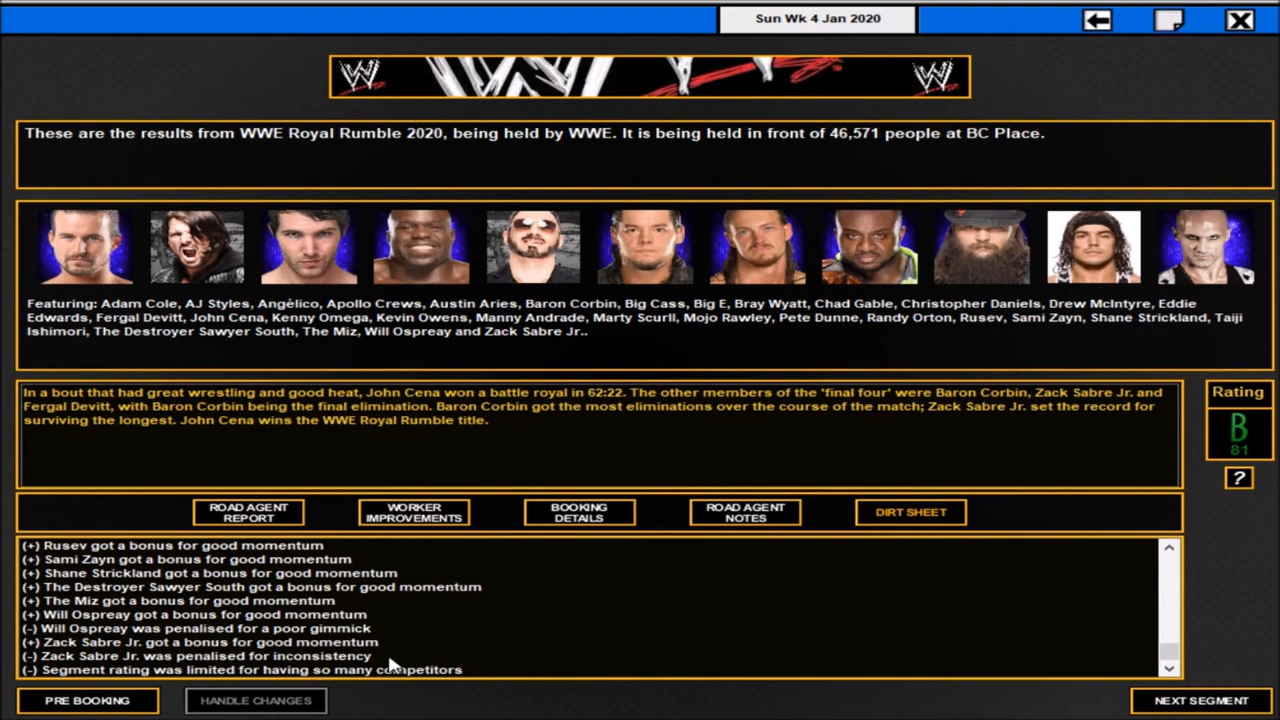 Sun Wk 4 Jan 2020
These are the results from WWE Royal Rumble 2020, being held by WWE. It is being held in front of 46,571 people at BC Place.
Featuring: Adam Cole, AJ Styles, Angélico, Apollo Crews, Austin Aries, Baron Corbin, Big Cass, Big E, Bray Wyatt, Chad Gable, Christopher Daniels, Drew McIntyre, Eddie
Edwards, Fergal Devitt, John Cena, Kenny Omega, Kevin Owens, Manny Andrade, Marty Scurll, Mojo Rawley, Pete Dunne, Randy Orton, Rusev, Sami Zayn, Shane Strickland, Taiji
Ishimori, The Destroyer Sawyer South, The Miz, Will Ospreay and Zack Sabre Jr..
In a bout that had great wrestling and good heat, John Cena won a battle royal in 62:22. The other members of the 'final four' were Baron Corbin, Zack Sabre Jr. and
Fergal Devitt, with Baron Corbin being the final elimination. Baron Corbin got the most eliminations over the course of the match; Zack Sabre Jr. set the record for
surviving the longest. John Cena wins the WWE Royal Rumble title.
Rating
B
81
?
ROAD AGENT
REPORT
WORKER
IMPROVEMENTS
BOOKING
DETAILS
ROAD AGENT
NOTES
DIRT SHEET
(+) Rusev got a bonus for good momentum
(+) Sami Zayn got a bonus for good momentum
(+) Shane Strickland got a bonus for good momentum
(+) The Destroyer Sawyer South got a bonus for good momentum
(+) The Miz got a bonus for good momentum
(+) Will Ospreay got a bonus for good momentum
(-) Will Ospreay was penalised for a poor gimmick
(+) Zack Sabre Jr. got a bonus for good momentum
(-) Zack Sabre Jr. was penalised for inconsistency
(-) Segment rating was limited for having so many competitors
PRE BOOKING
HANDLE CHANGES
NEXT SEGMENT